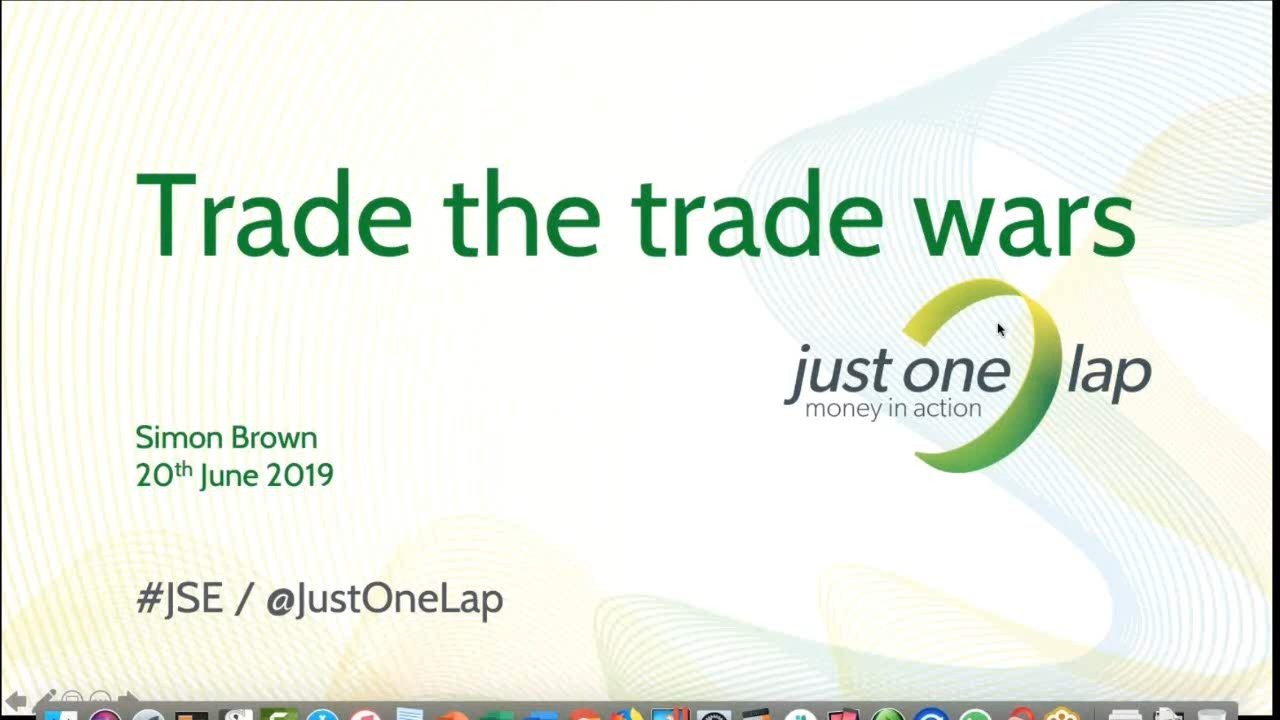 Trade the trade wars
just one lap
money in action
Simon Brown
20th June 2019
#JSE / @JustOneLap